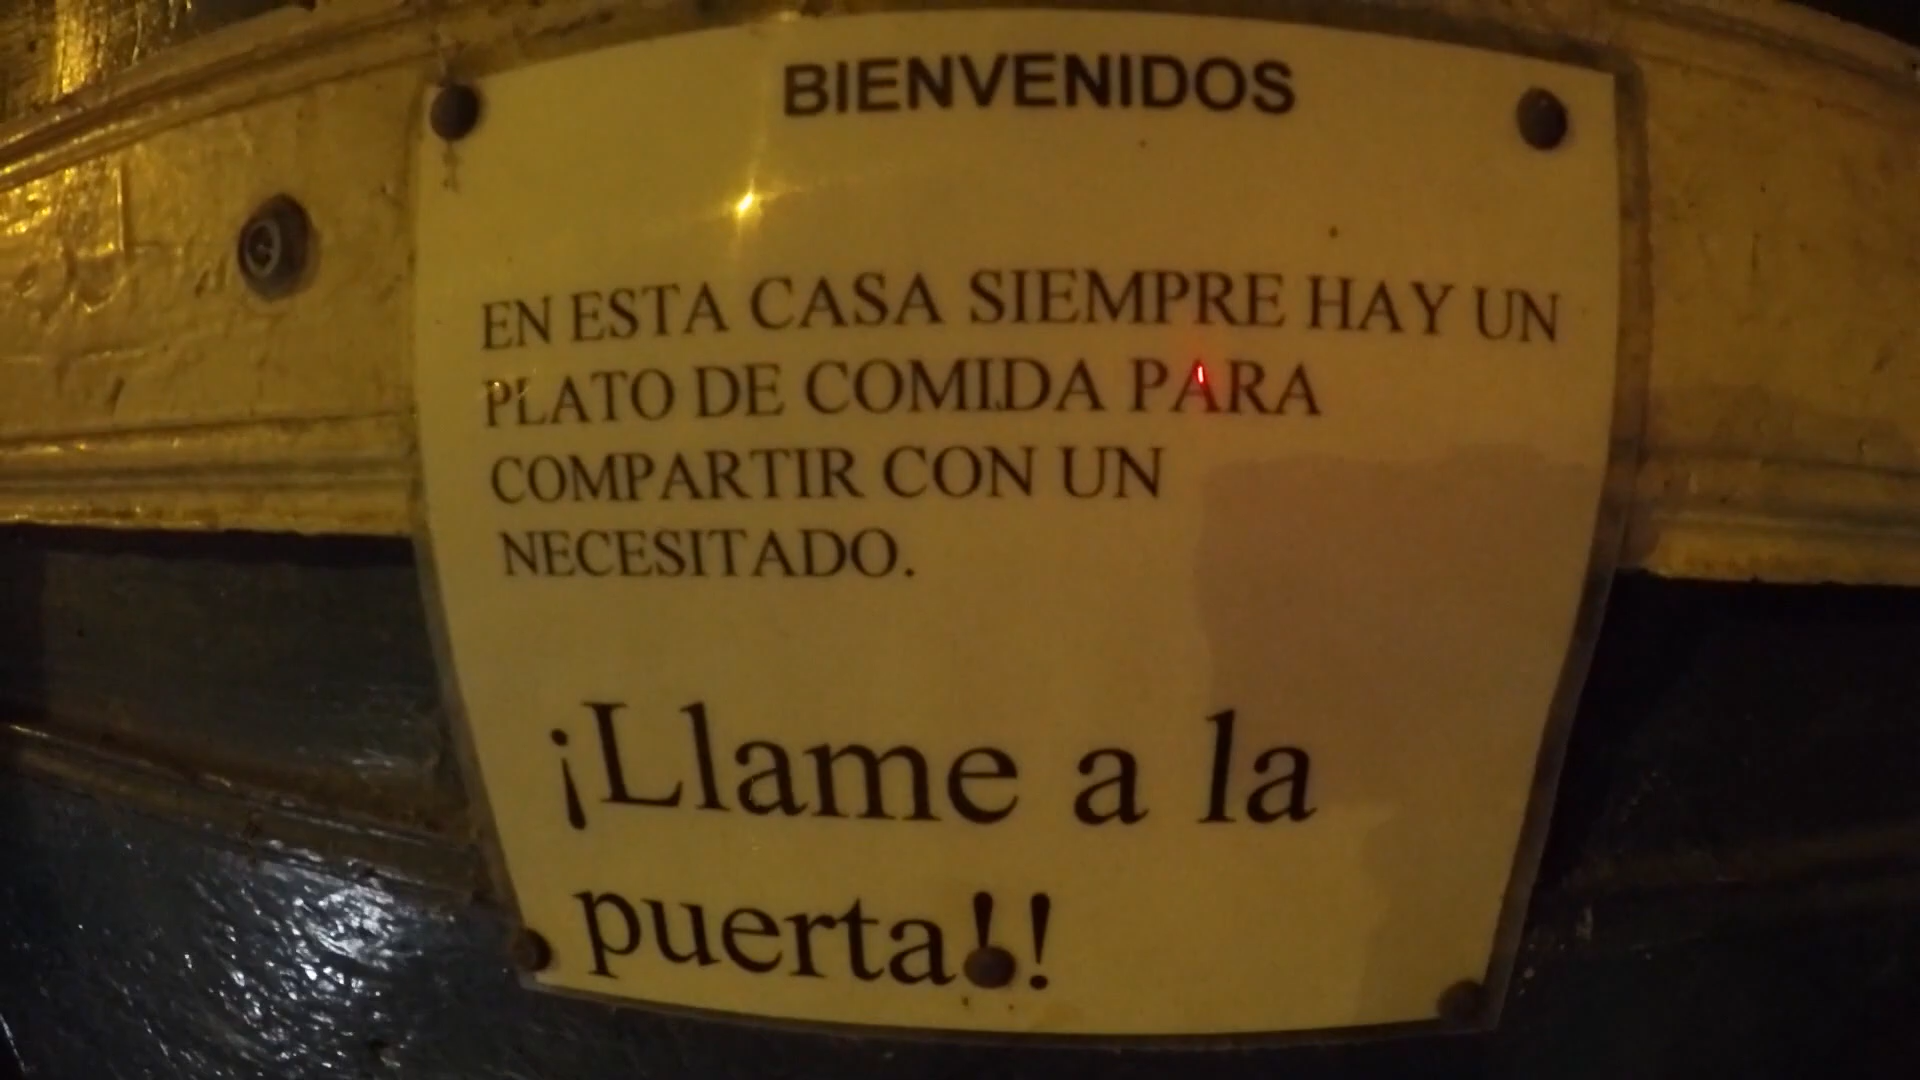 BIENVENIDOS
EN ESTA CASA SIEMPRE HAY UN
PLATO DE COMIDA PARA
COMPARTIR CON UN
NECESITADO.
¡Llame a la
puerta!!